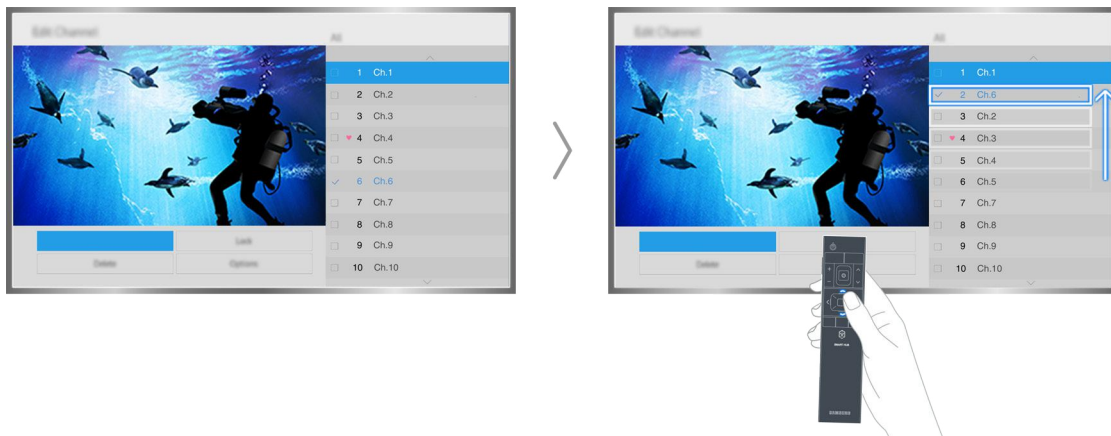 Edit Channel
All
1 Ch.1
2 Ch.2
3 Ch.3
4 Ch.4
5 Ch.5
6 Ch.6
7 Ch.7
8 Ch.8
9 Ch.9
10 Ch.10
Lock
Delete
Options
Edit Channel
All
1 Ch.1
2 Ch.6
3 Ch.2
4 Ch.3
5 Ch.4
6 Ch.5
7 Ch.7
8 Ch.8
9 Ch.9
10 Ch.10
Delete
SMART HUB
SAMSUNG